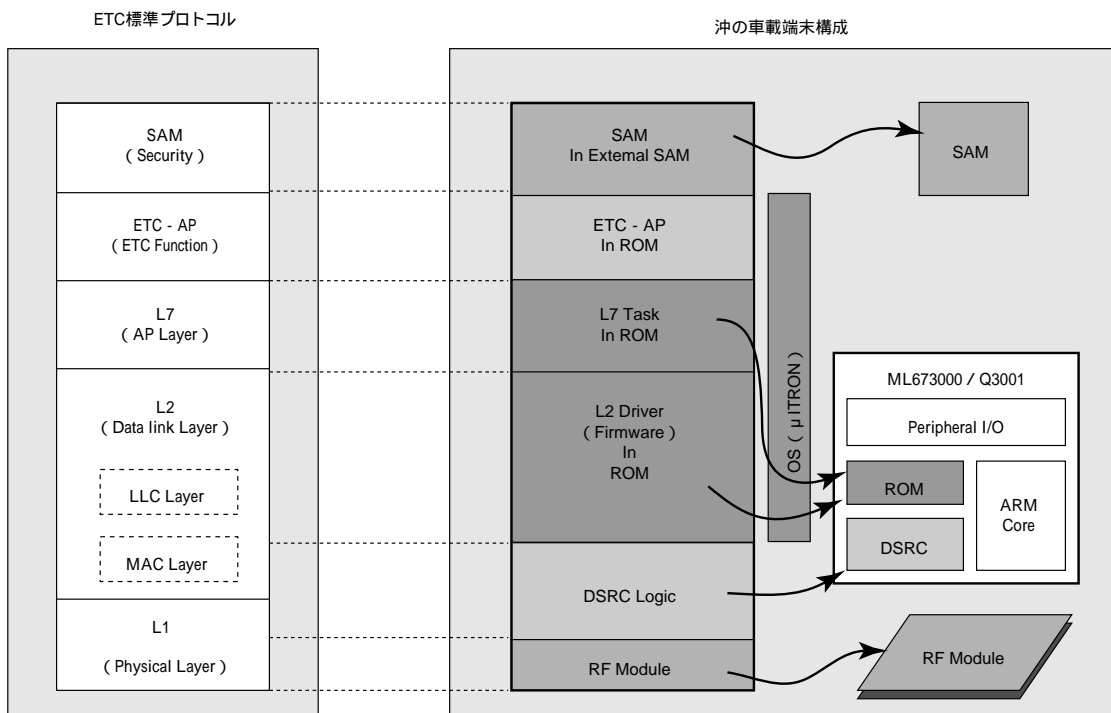 ETC標準プロトコル
沖の車載端末構成
SAM
( Security )
ETC - AP
( ETC Function )
L7
( AP Layer )
L2
( Data link Layer )
LLC Layer
MAC Layer
L1
( Physical Layer )
SAM
In External SAM
ETC - AP
In ROM
L7 Task
In ROM
L2 Driver
( Firmware )
In
ROM
DSRC Logic
RF Module
OS ( μITRON )
SAM
ML673000 / Q3001
Peripheral I/O
ROM
DSRC
ARM
Core
RF Module